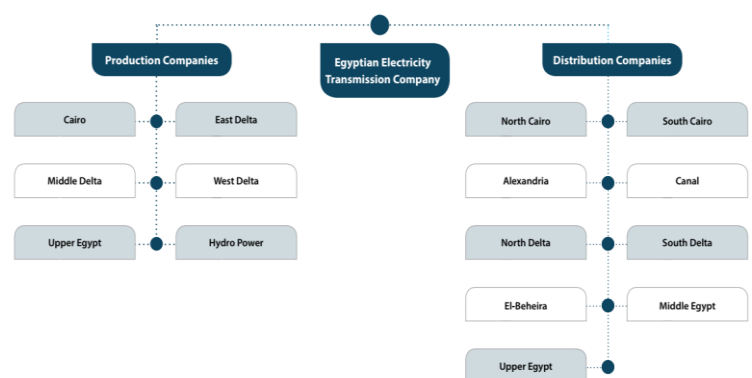 Production Companies
Egyptian Electricity
Transmission Company
Distribution Companies
Cairo
East Delta
North Cairo
South Cairo
Middle Delta
West Delta
Alexandria
Canal
Upper Egypt
Hydro Power
North Delta
South Delta
El-Beheira
Middle Egypt
Upper Egypt